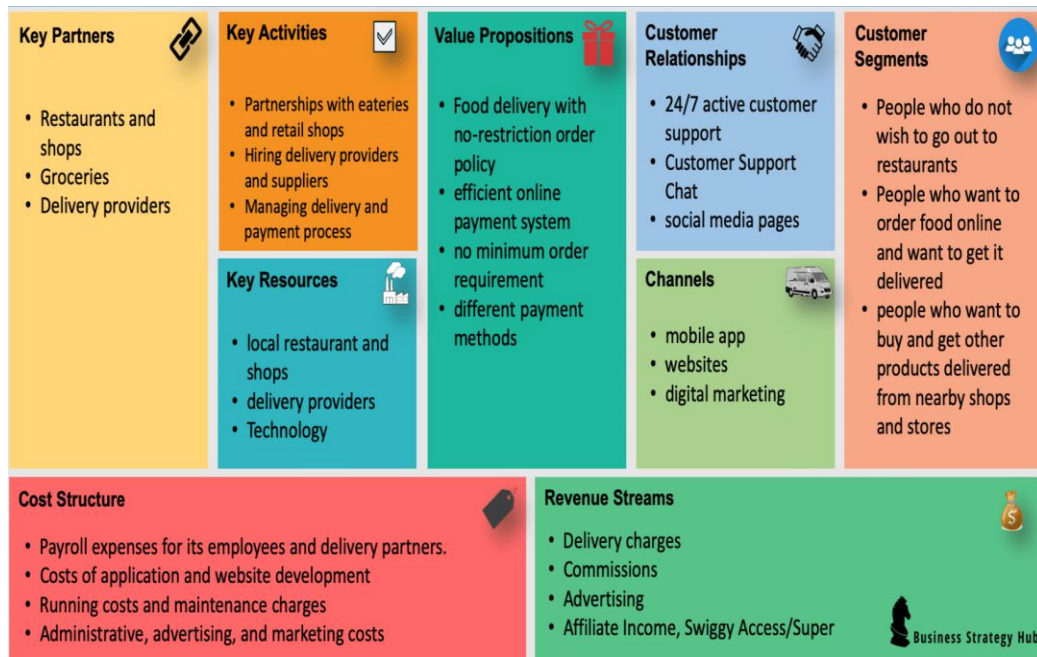 Key Partners
• Restaurants and
shops
• Groceries
• Delivery providers
Key Activities
• Partnerships with eateries
and retail shops
• Hiring delivery providers
and suppliers
• Managing delivery and
payment process
Key Resources
• local restaurant and
shops
• delivery providers
• Technology
Value Propositions
• Food delivery with
no-restriction order
policy
• efficient online
payment system
• no minimum order
requirement
• different payment
methods
Customer
Relationships
• 24/7 active customer
support
• Customer Support
Chat
• social media pages
Channels
• mobile app
• websites
• digital marketing
Customer
Segments
• People who do not
wish to go out to
restaurants
• People who want to
order food online
and want to get it
delivered
• people who want to
buy and get other
products delivered
from nearby shops
and stores
Cost Structure
• Payroll expenses for its employees and delivery partners.
• Costs of application and website development
• Running costs and maintenance charges
• Administrative, advertising, and marketing costs
Revenue Streams
• Delivery charges
• Commissions
• Advertising
• Affiliate Income, Swiggy Access/Super
$
Business Strategy Hub